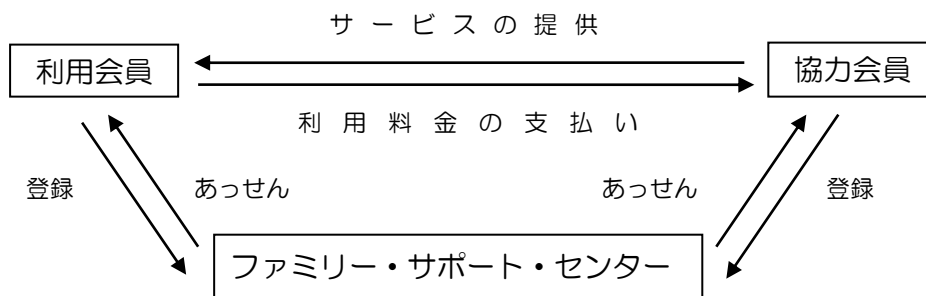 サービスの提供
利用会員
協力会員
利用料金の支払い
登録
あっせん
あっせん
登録
ファミリー・サポート・センター